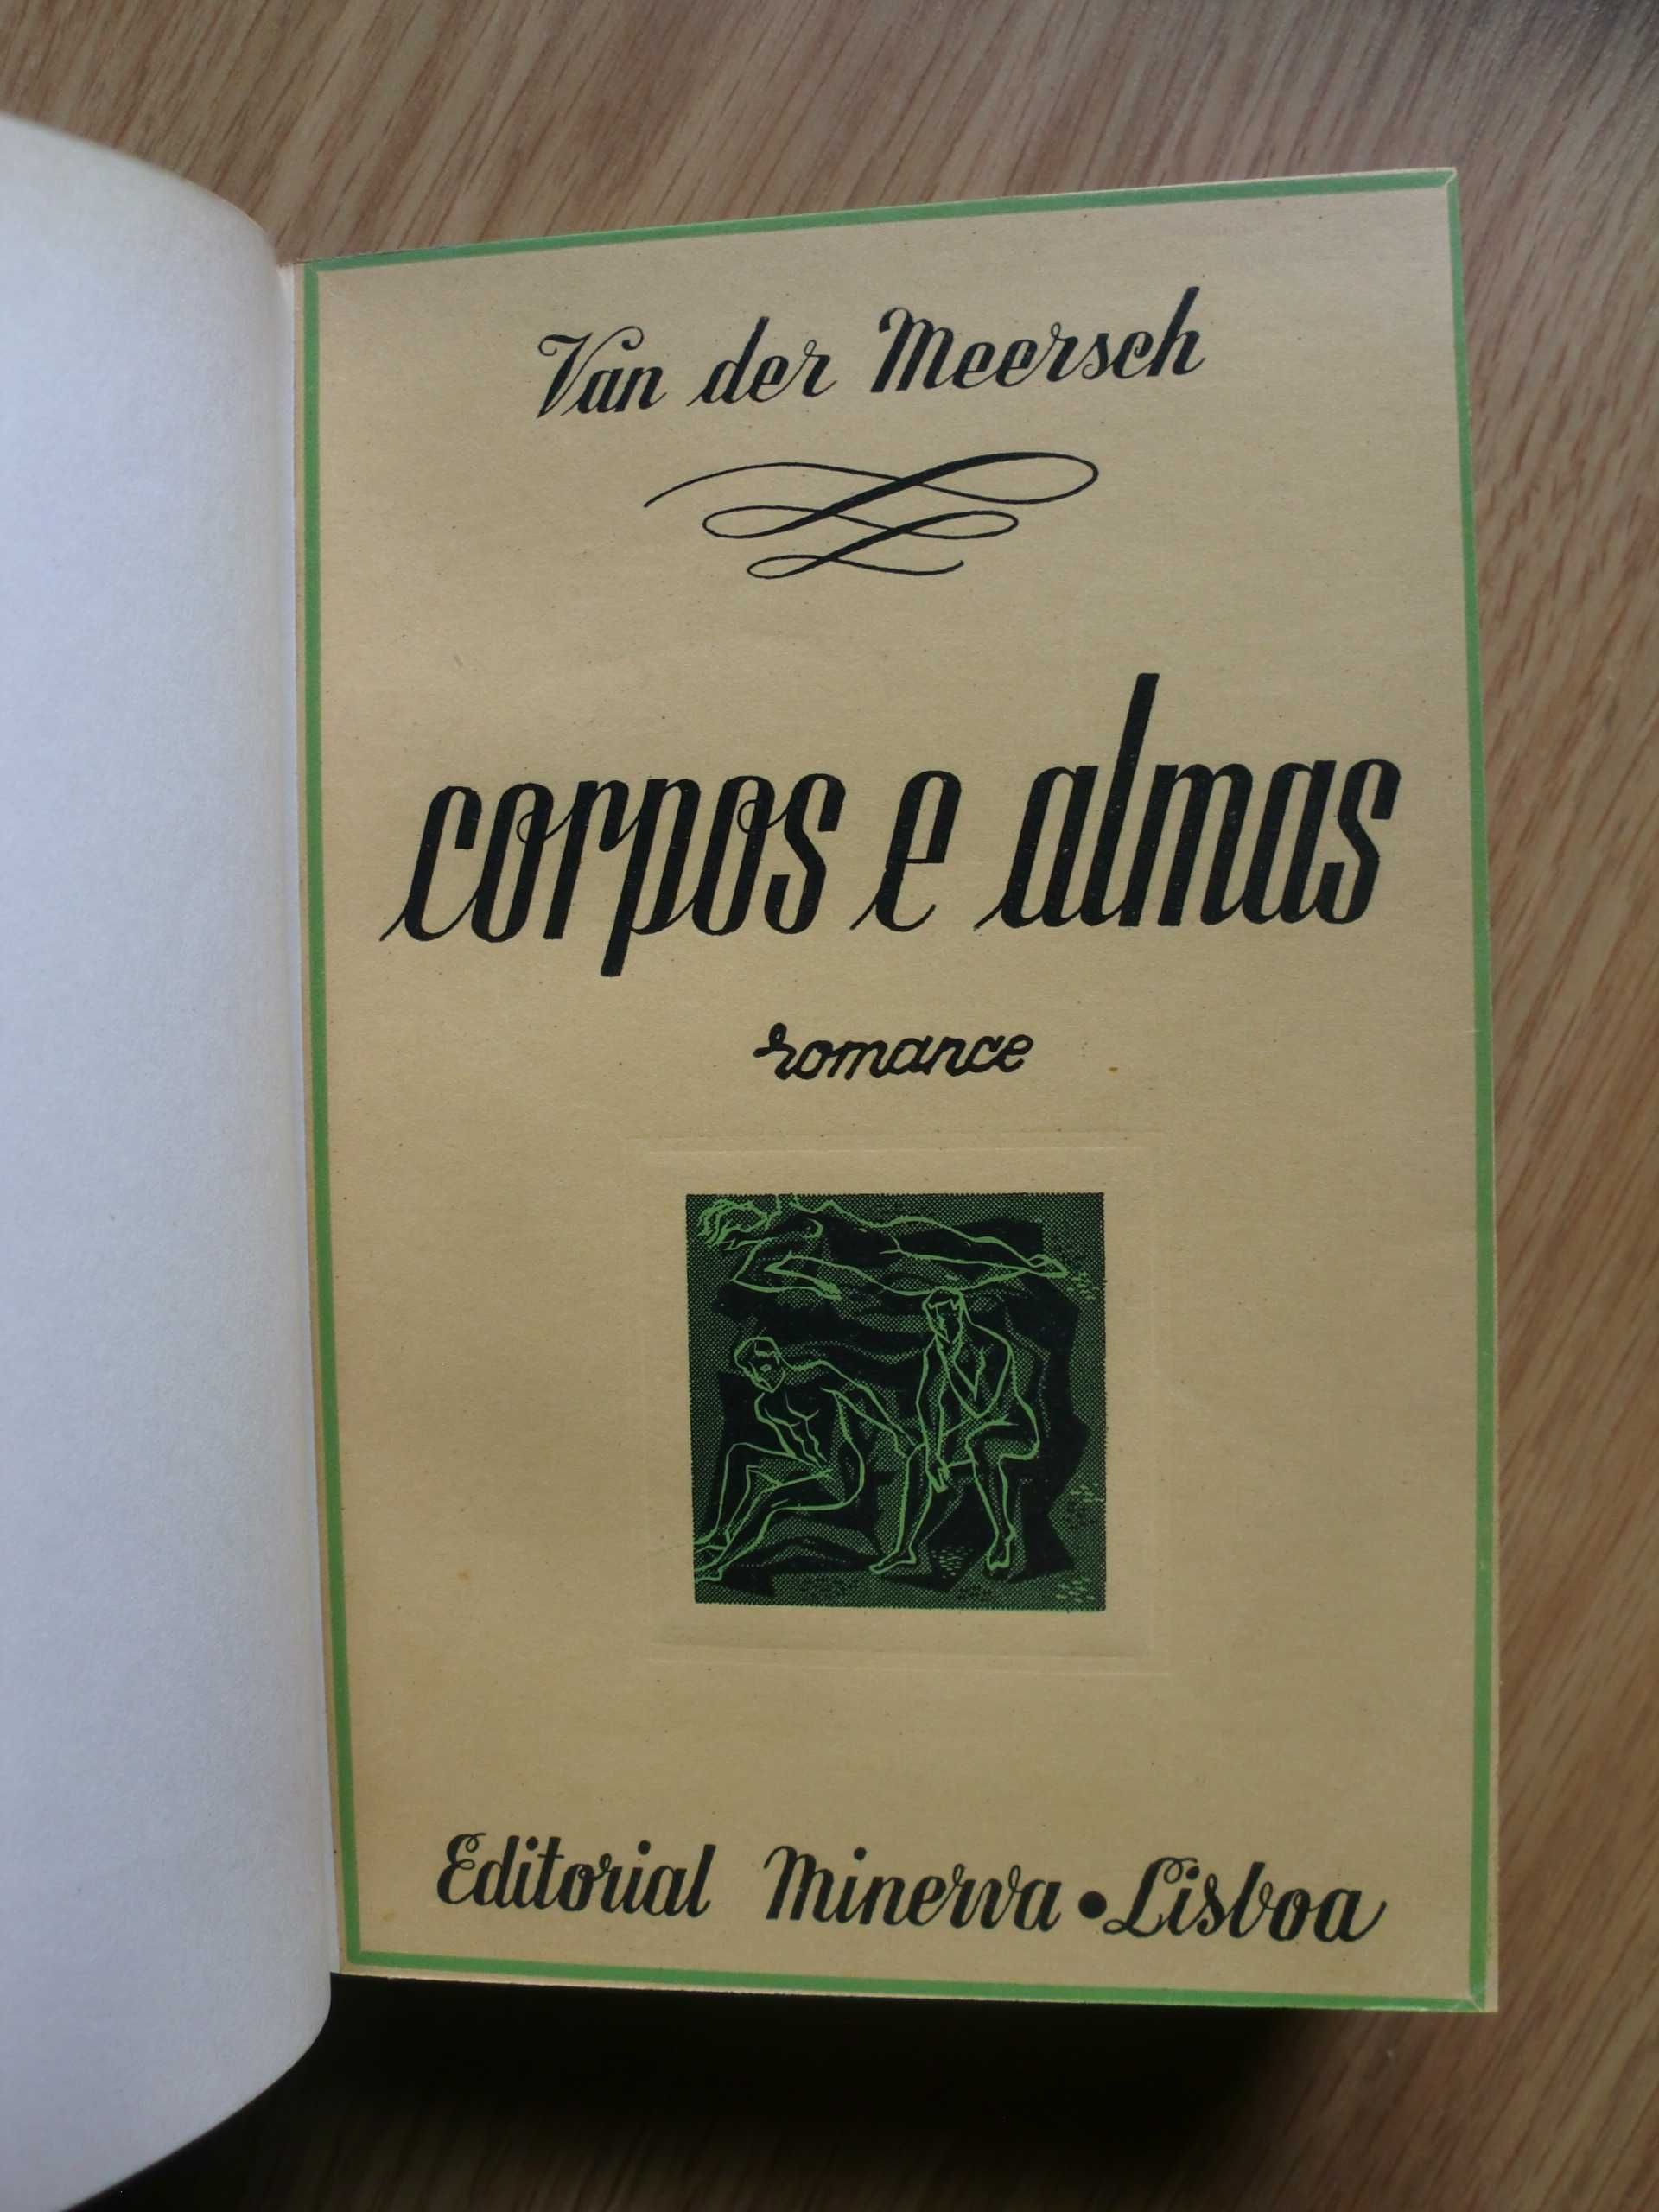 Van der Meersch
corpos e almas
romance
Editorial Minerva • Lisboa